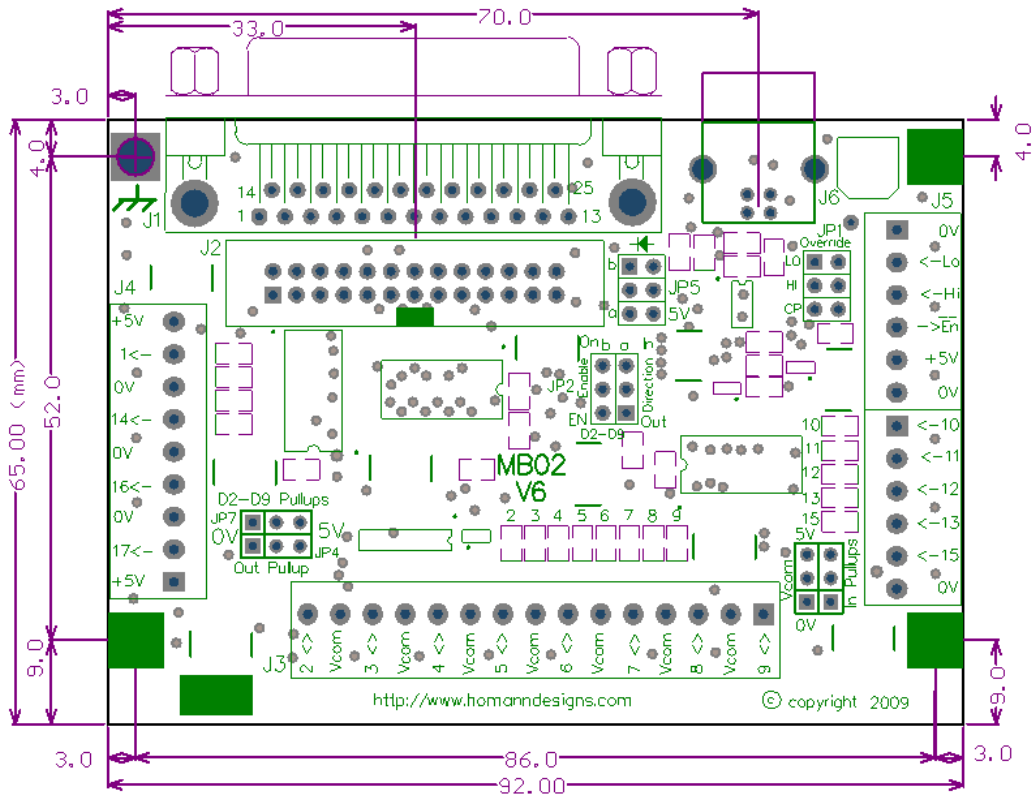 70.0
33.0
3.0
4.0
4.0
65.00 (mm)
52.0
14
25
1
13
J1
J6
J5
J2
JP1
Override
LO
HI
CP
b
a
JP5
5V
J4
+5V
1<-
0V
14<-
0V
16<-
0V
17<-
+5V
0V
<-Lo
<-Hi
->En
+5V
0V
<-10
<-11
<-12
<-13
<-15
0V
On b a In
Enable
Direction
JP2
EN
Out
D2-D9
MB02
V6
10
11
12
13
15
D2-D9 Pullups
JP7
0V
5V
JP4
Out Pullup
2 3 4 5 6 7 8 9
5V
Vcom
In Pullups
0V
J3
2 <>
Vcom
3 <>
Vcom
4 <>
Vcom
5 <>
Vcom
6 <>
Vcom
7 <>
Vcom
8 <>
Vcom
9 <>
http://www.homanndesigns.com
© copyright 2009
9.0
9.0
3.0
86.0
3.0
92.00